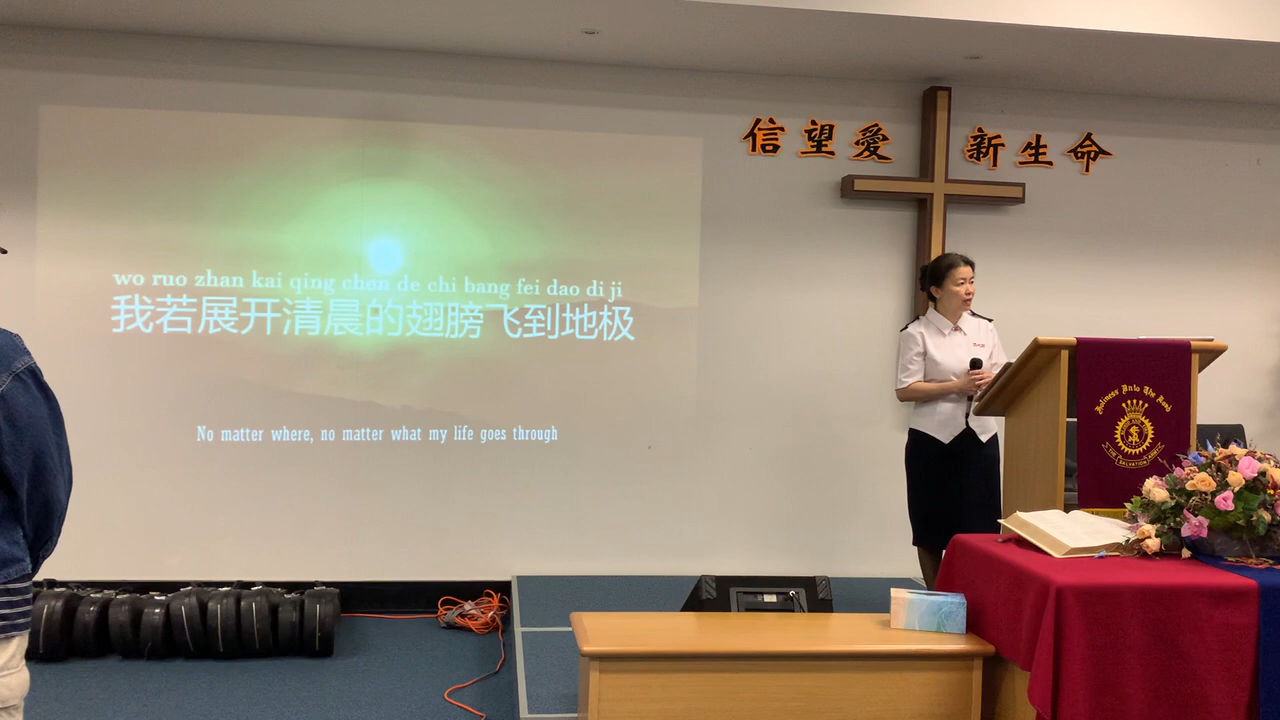 wo ruo zhan kai qing chen de chi bang fei dao di ji
我若展开清晨的翅膀飞到地极
No matter where, no matter what my life goes through
信望愛 新生命
Holiness Unto The Lord
THE SALVATION ARMY